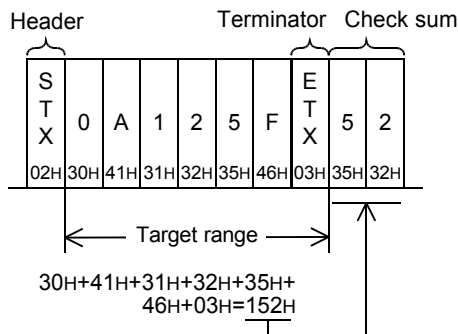 Header Terminator Check sum
S T X 0 A 1 2 5 F E T X 5 2
02H 30H 41H 31H 32H 35H 46H 03H 35H 32H
Target range
30H+41H+31H+32H+35H+
46H+03H=152H